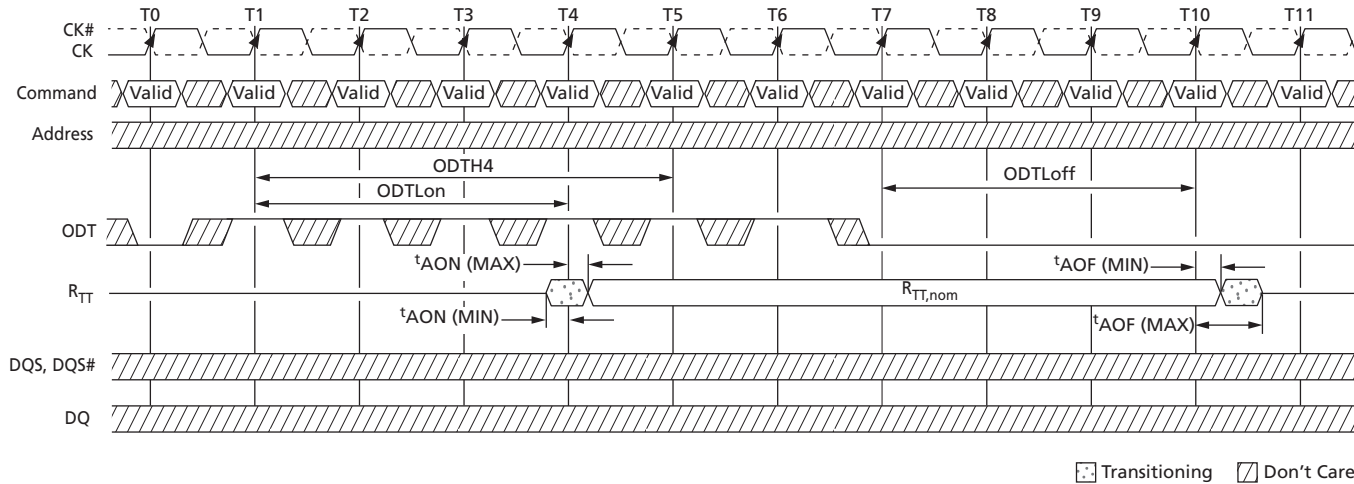 T0 T1 T2 T3 T4 T5 T6 T7 T8 T9 T10 T11
CK#
CK
Command Valid Valid Valid Valid Valid Valid Valid Valid Valid Valid Valid Valid
Address
ODTH4
ODTLoff
ODTLon
ODT
tAON (MAX) tAOF (MIN)
RTT RTT,nom
tAON (MIN) tAOF (MAX)
DQS, DQS#
DQ
Transitioning Don't Care